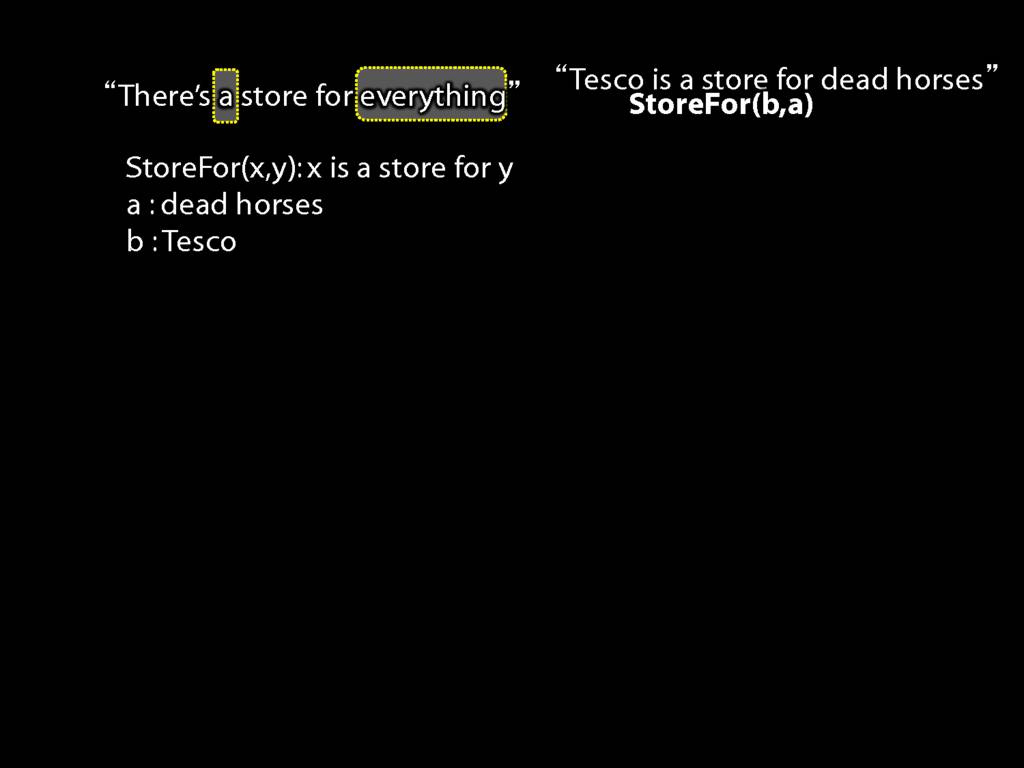 “There’s a store for everything”
“Tesco is a store for dead horses”
StoreFor(b,a)
StoreFor(x,y): x is a store for y
a : dead horses
b : Tesco